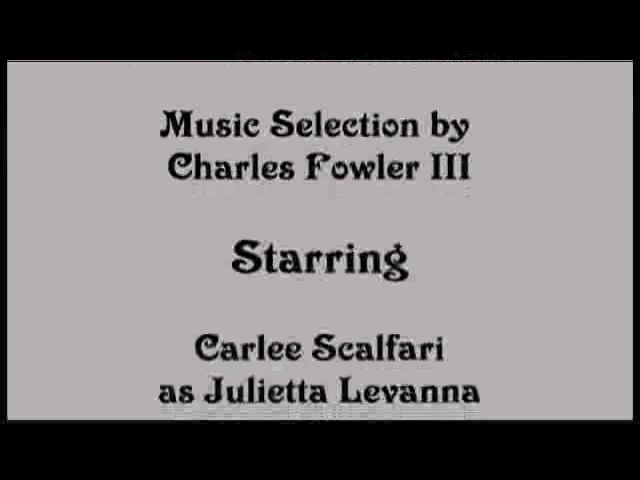 Music Selection by
Charles Fowler III
Starring
Carlee Scalfari
as Julietta Levanna